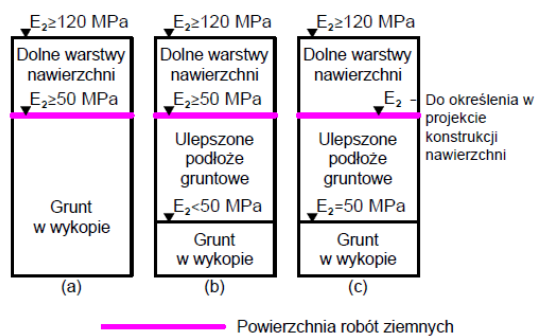 E₂≥120 MPa
Dolne warstwy
nawierzchni
E₂≥50 MPa
Grunt
w wykopie
(a)
E₂≥120 MPa
Dolne warstwy
nawierzchni
E₂≥50 MPa
Ulepszone
podłoże
gruntowe
E₂<50 MPa
Grunt
w wykopie
(b)
E₂≥120 MPa
Dolne warstwy
nawierzchni
E₂ -
Do określenia w
projekcie
konstrukcji
nawierzchni
Ulepszone
podłoże
gruntowe
E₂=50 MPa
Grunt
w wykopie
(c)
Powierzchnia robót ziemnych